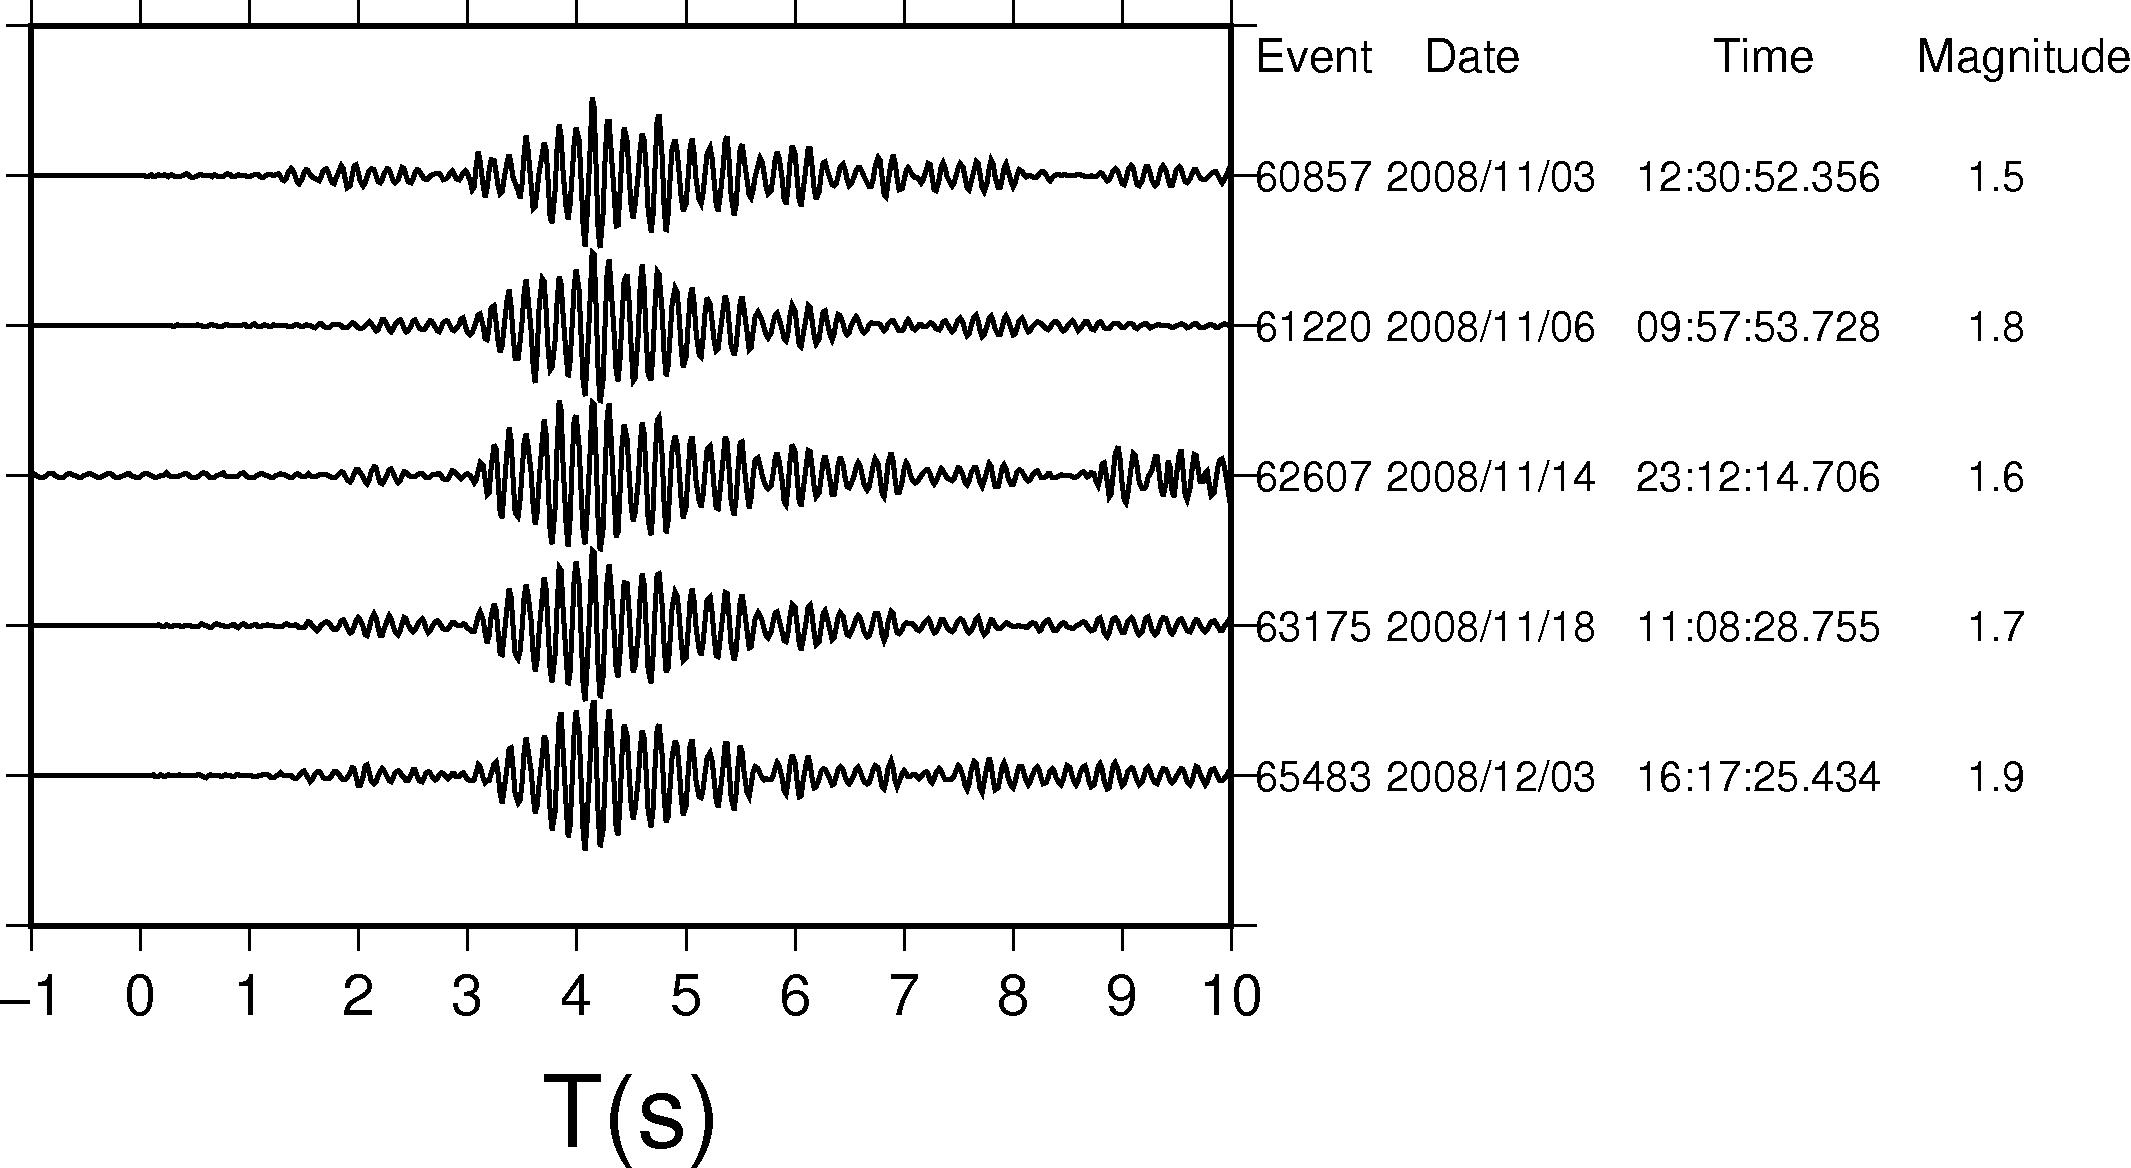 Event Date Time Magnitude
60857 2008/11/03 12:30:52.356 1.5
61220 2008/11/06 09:57:53.728 1.8
62607 2008/11/14 23:12:14.706 1.6
63175 2008/11/18 11:08:28.755 1.7
65483 2008/12/03 16:17:25.434 1.9
−1 0 1 2 3 4 5 6 7 8 9 10
T(s)